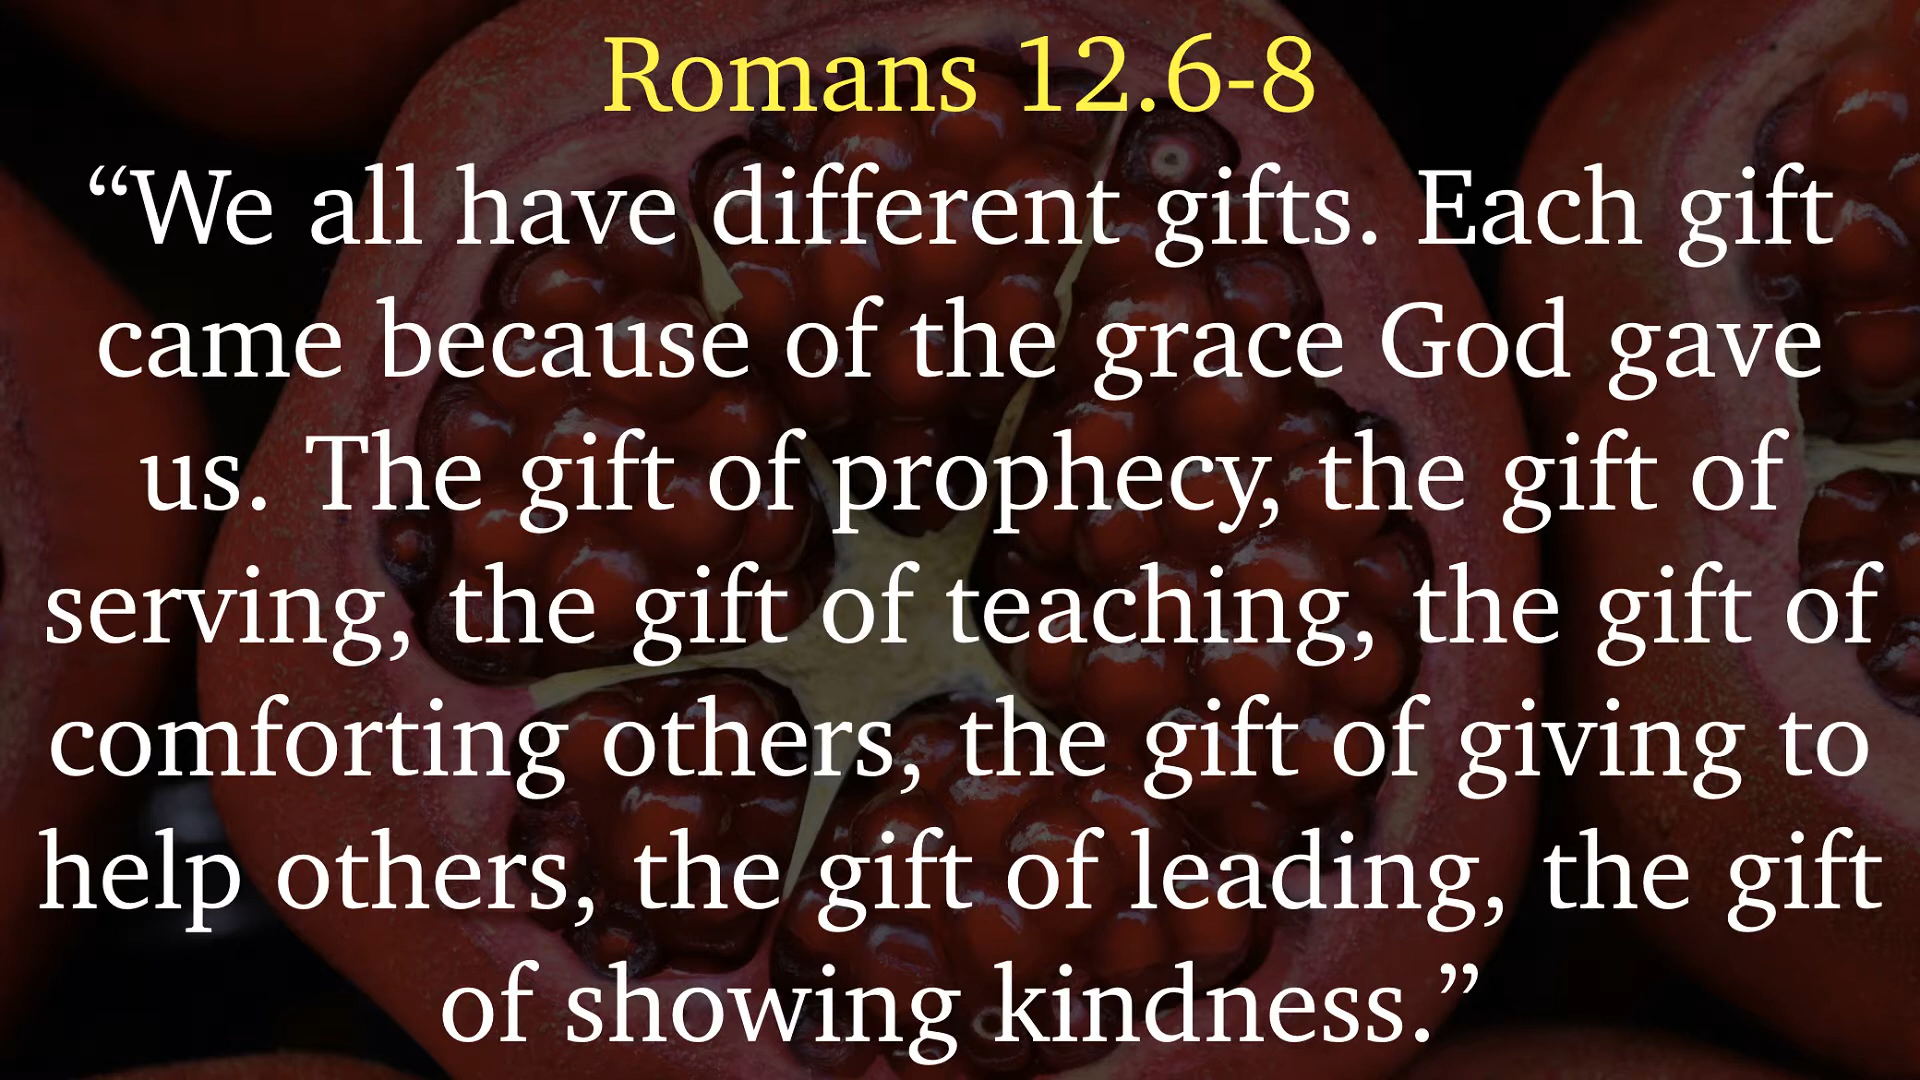 Romans 12.6-8
“We all have different gifts. Each gift
came because of the grace God gave
us. The gift of prophecy, the gift of
serving, the gift of teaching, the gift of
comforting others, the gift of giving to
help others, the gift of leading, the gift
of showing kindness.”